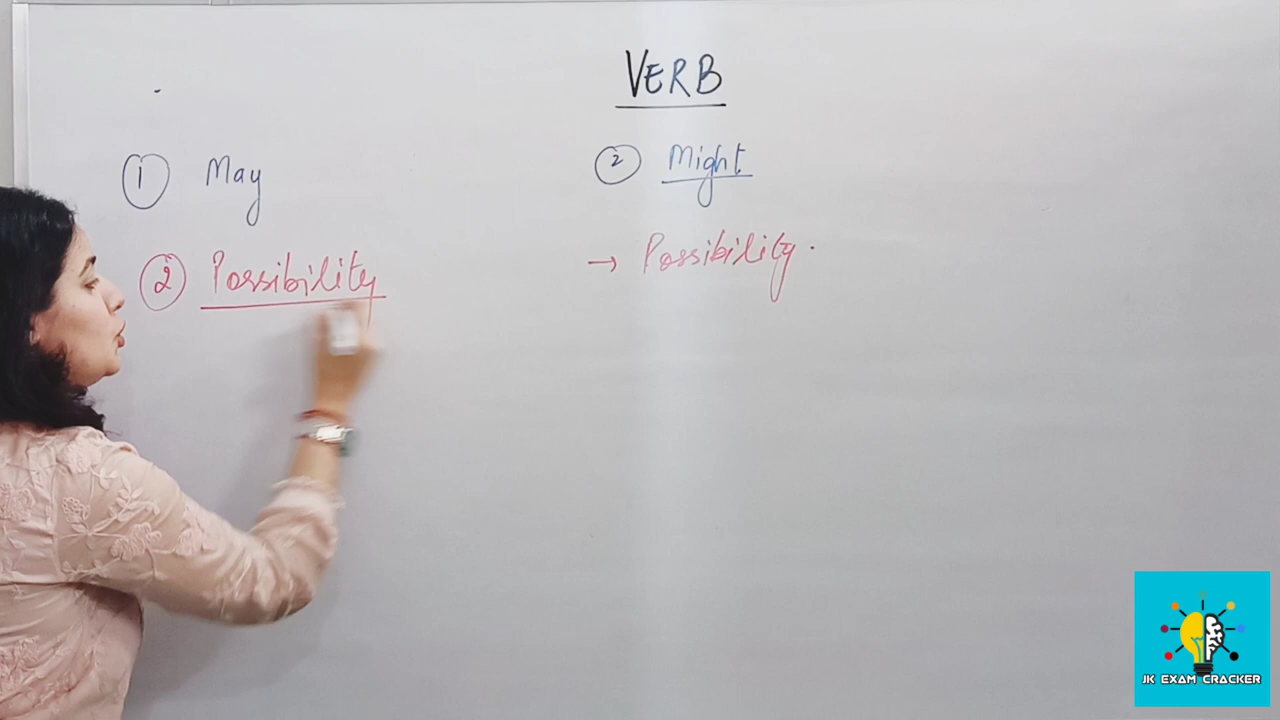 VERB
① May
② Possibility
② Might
→ Possibility.
JK EXAM CRACKER